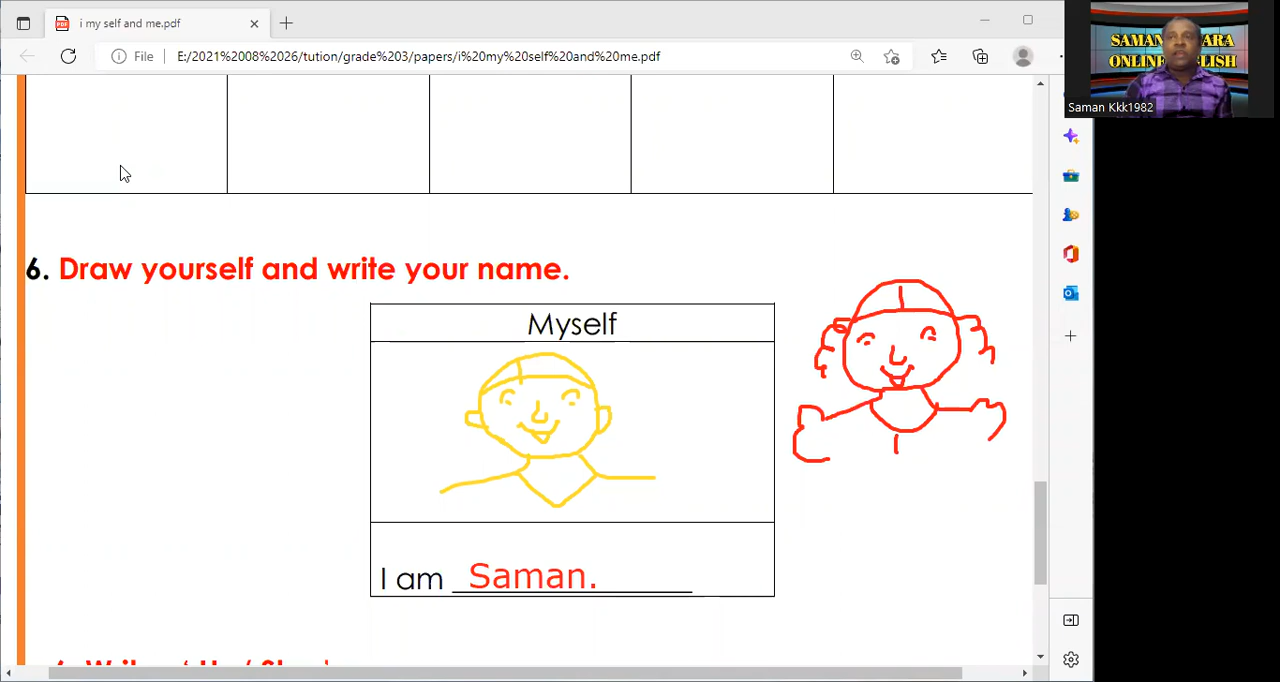 i my self and me.pdf
File E:/2021%2008%2026/tution/grade%203/papers/i%20my%20self%20and%20me.pdf
ONLINE
Saman Kkk1982
6. Draw yourself and write your name.
Myself
I am Saman.